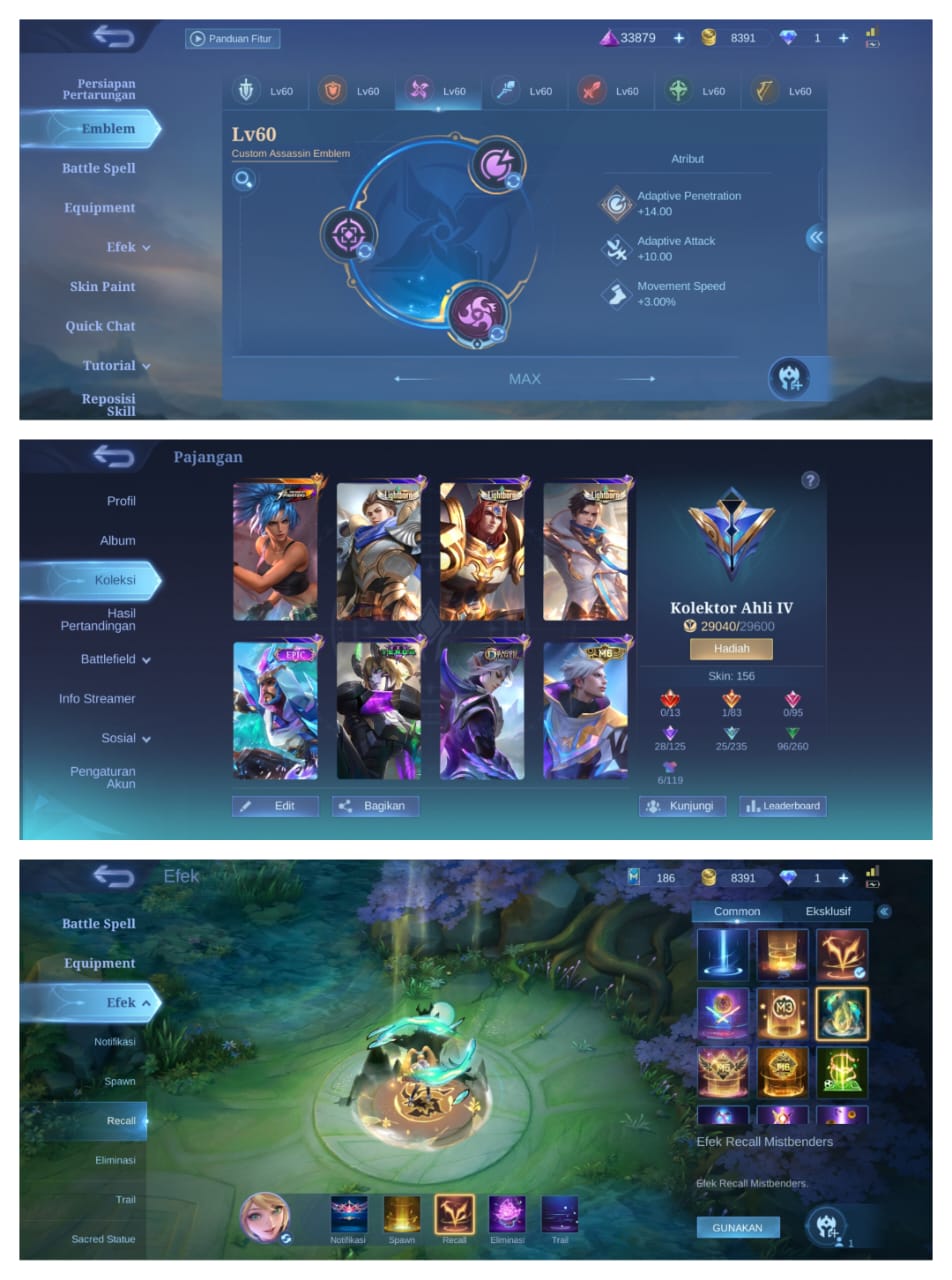 Panduan Fitur
33879
8391
1
Persiapan
Pertarungan
Emblem
Battle Spell
Equipment
Efek
Skin Paint
Quick Chat
Tutorial
Reposisi
Skill
Lv60
Lv60
Lv60
Lv60
Lv60
Lv60
Lv60
Lv60
Custom Assassin Emblem
Atribut
Adaptive Penetration
+14.00
Adaptive Attack
+10.00
Movement Speed
+3.00%
MAX
Pajangan
Profil
Album
Koleksi
Hasil
Pertandingan
Battlefield
Info Streamer
Sosial
Pengaturan
Akun
Lightborn
Lightborn
Lightborn
EPIC
M6
?
Kolektor Ahli IV
29040/29600
Hadiah
Skin: 156
0/13
1/83
0/95
28/125
25/235
96/260
6/119
Edit
Bagikan
Kunjungi
Leaderboard
Efek
186
8391
1
Battle Spell
Equipment
Efek
Notifikasi
Spawn
Recall
Eliminasi
Trail
Sacred Statue
Common
Eksklusif
M3
Efek Recall Mistbenders
Efek Recall Mistbenders.
GUNAKAN
1
Notifikasi
Spawn
Recall
Eliminasi
Trail